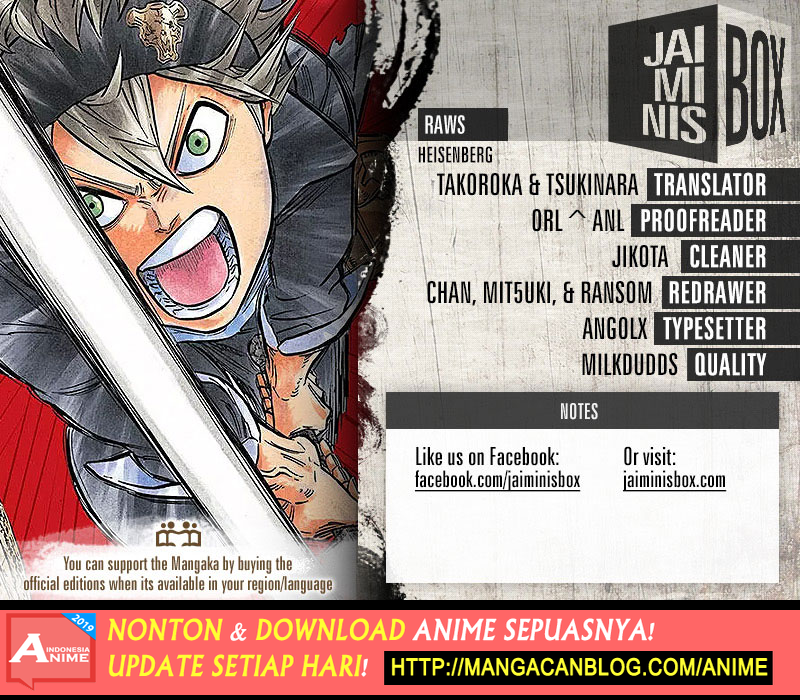 JAI
MI
NIS
BOX
RAWS
HEISENBERG
TAKOROKA & TSUKINARA TRANSLATOR
ORL ^ ANL PROOFREADER
JIKOTA CLEANER
CHAN, MIT5UKI, & RANSOM REDRAWER
ANGOLX TYPESETTER
MILKDUDDS QUALITY
NOTES
Like us on Facebook:
facebook.com/jaiminisbox
Or visit:
jaiminisbox.com
You can support the Mangaka by buying the
official editions when its available in your region/language
2019
INDONESIA
ANIME
NONTON & DOWNLOAD ANIME SEPUASNYA!
UPDATE SETIAP HARI! HTTP://MANGACANBLOG.COM/ANIME